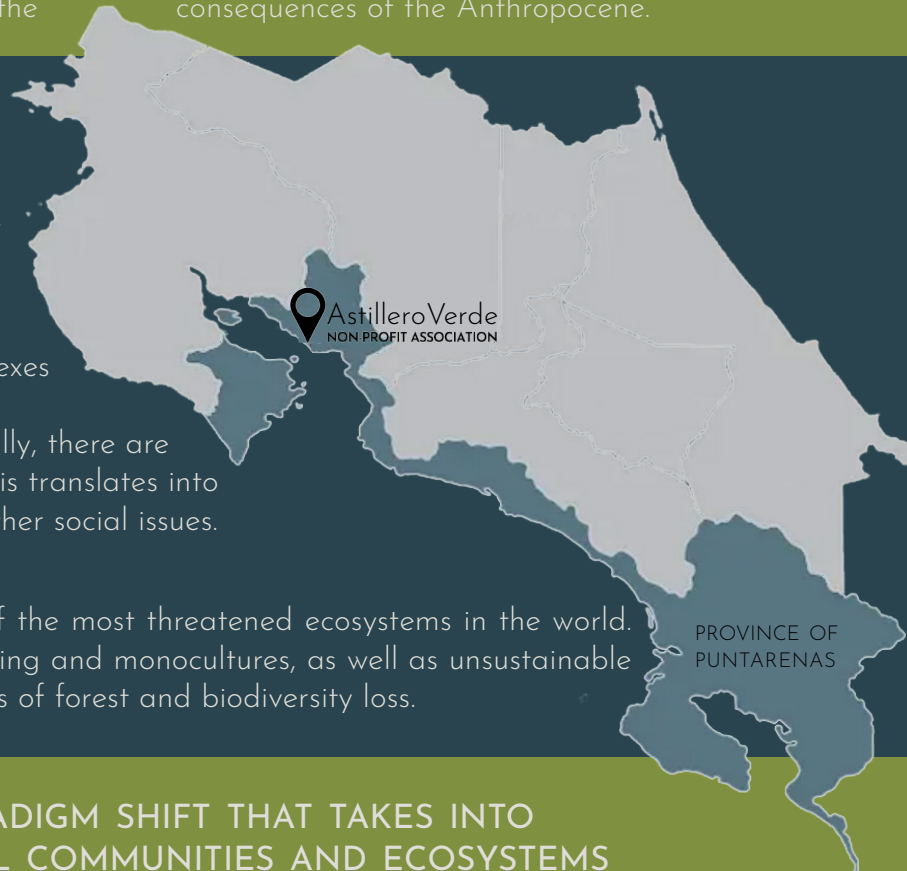 the
consequences of the Anthropocene.
AstilleroVerde
NON PROFIT ASSOCIATION
lly, there are
is translates into
her social issues.
f the most threatened ecosystems in the world.
ing and monocultures, as well as unsustainable
s of forest and biodiversity loss.
PROVINCE OF
PUNTARENAS
ADIGM SHIFT THAT TAKES INTO
L COMMUNITIES AND ECOSYSTEMS